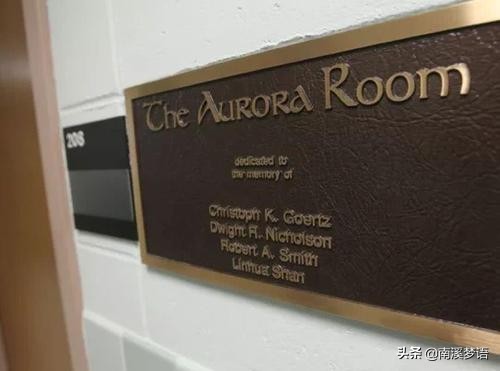 208
The Aurora Room
dedicated to
the memory of
Christoph K. Goertz
Dwight R. Nicholson
Robert A. Smith
Linhua Shan
头条 @南溪梦语